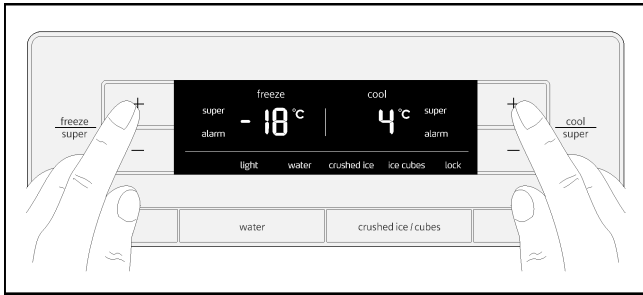 freeze
cool
super
-18°C
4°C
super
alarm
alarm
light water crushed ice ice cubes lock
+
+
freeze
super
cool
super
-
-
water
crushed ice / cubes